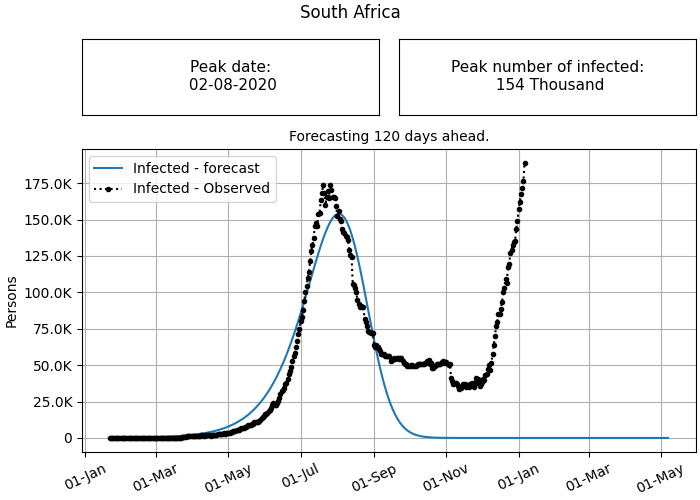 South Africa
Peak date:
02-08-2020
Peak number of infected:
154 Thousand
Forecasting 120 days ahead.
Infected - forecast
Infected - Observed
175.0K
150.0K
125.0K
100.0K
75.0K
50.0K
25.0K
0
Persons
01-Jan
01-Mar
01-May
01-Jul
01-Sep
01-Nov
01-Jan
01-Mar
01-May